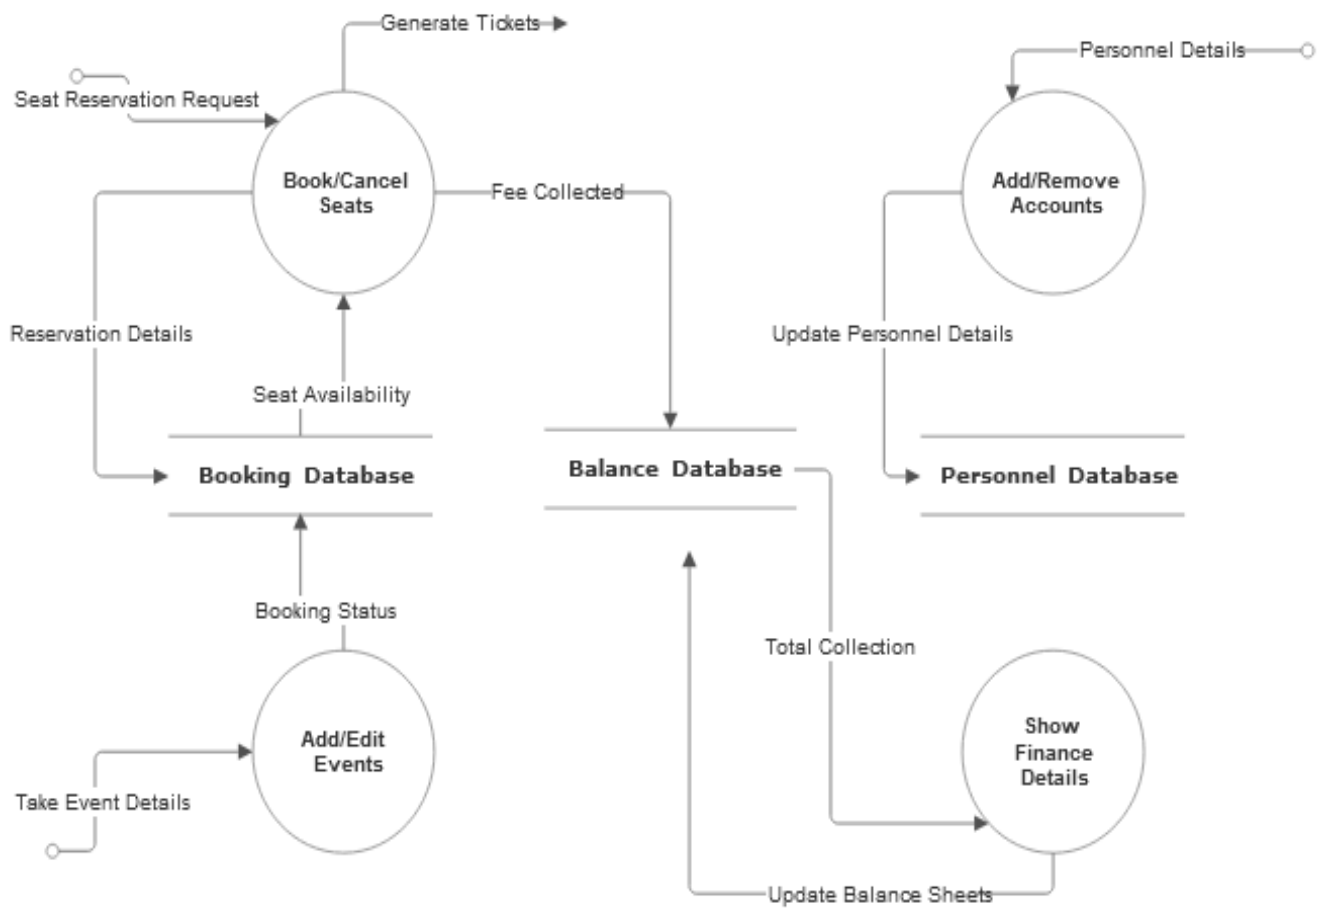 Generate Tickets
Personnel Details
Seat Reservation Request
Book/Cancel
Seats
Fee Collected
Add/Remove
Accounts
Reservation Details
Update Personnel Details
Seat Availability
Booking Database
Balance Database
Personnel Database
Booking Status
Total Collection
Add/Edit
Events
Show
Finance
Details
Take Event Details
Update Balance Sheets